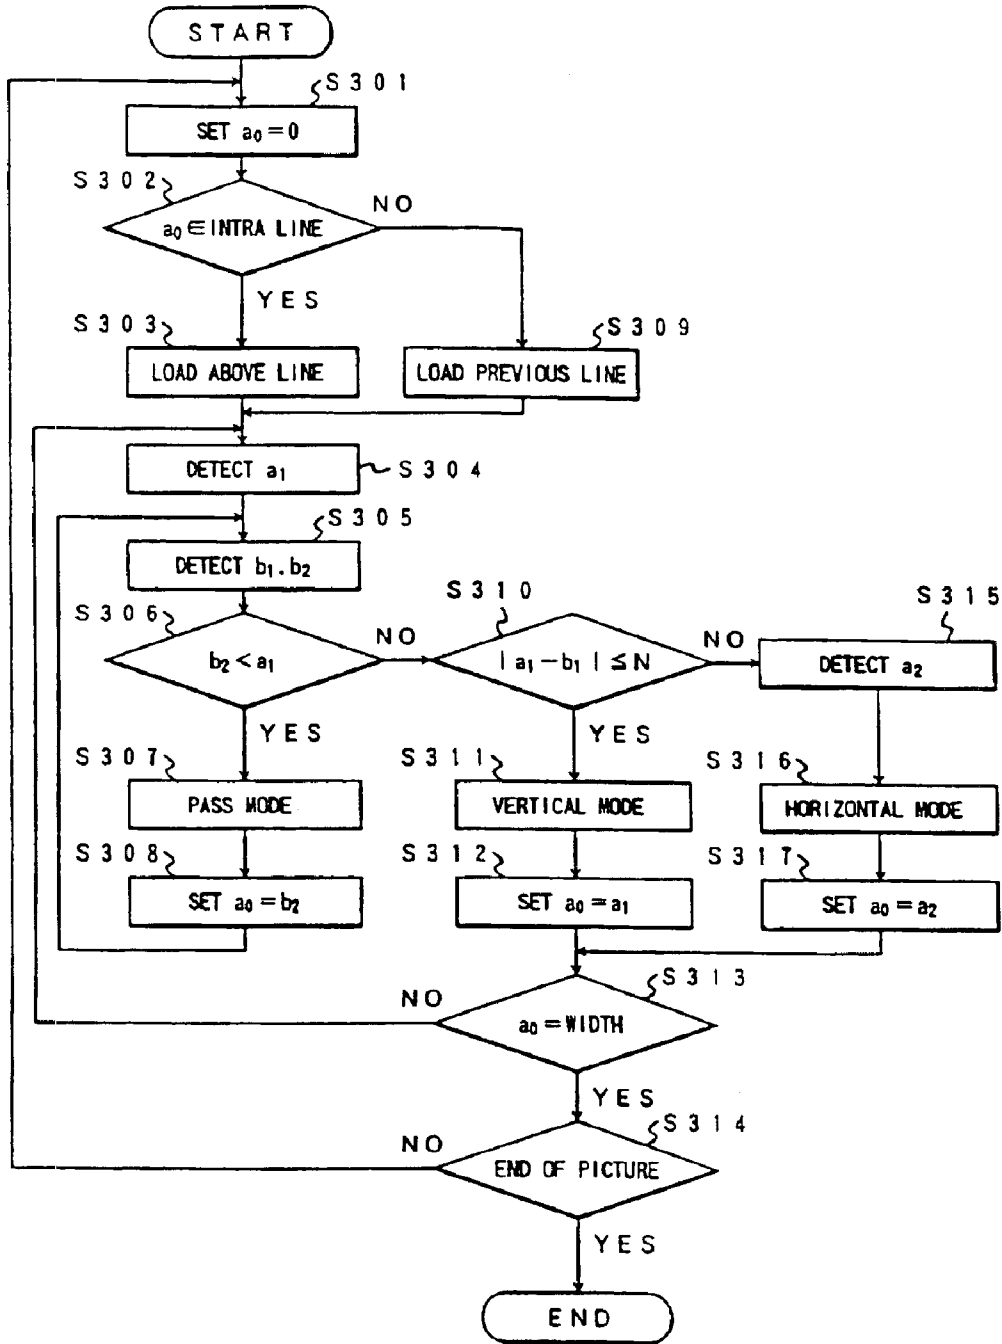 START
S301
SET a₀=0
S302
a₀∈INTRA LINE
NO
YES
S303
LOAD ABOVE LINE
S309
LOAD PREVIOUS LINE
DETECT a₁
S304
S305
DETECT b₁.b₂
S306
b₂<a₁
NO
YES
S310
|a₁−b₁|≤N
NO
YES
S315
DETECT a₂
S307
PASS MODE
S311
VERTICAL MODE
S316
HORIZONTAL MODE
S308
SET a₀=b₂
S312
SET a₀=a₁
S317
SET a₀=a₂
S313
a₀=WIDTH
NO
YES
S314
END OF PICTURE
NO
YES
END